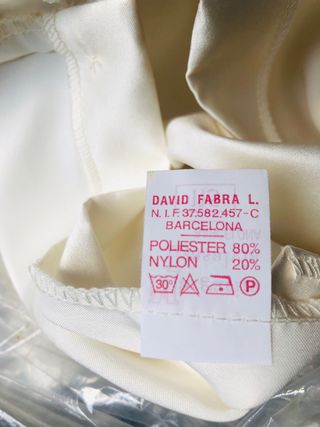 DAVID FABRA L.
N.I.F. 37.582.457-C
BARCELONA
POLIESTER 80%
NYLON 20%
30° P